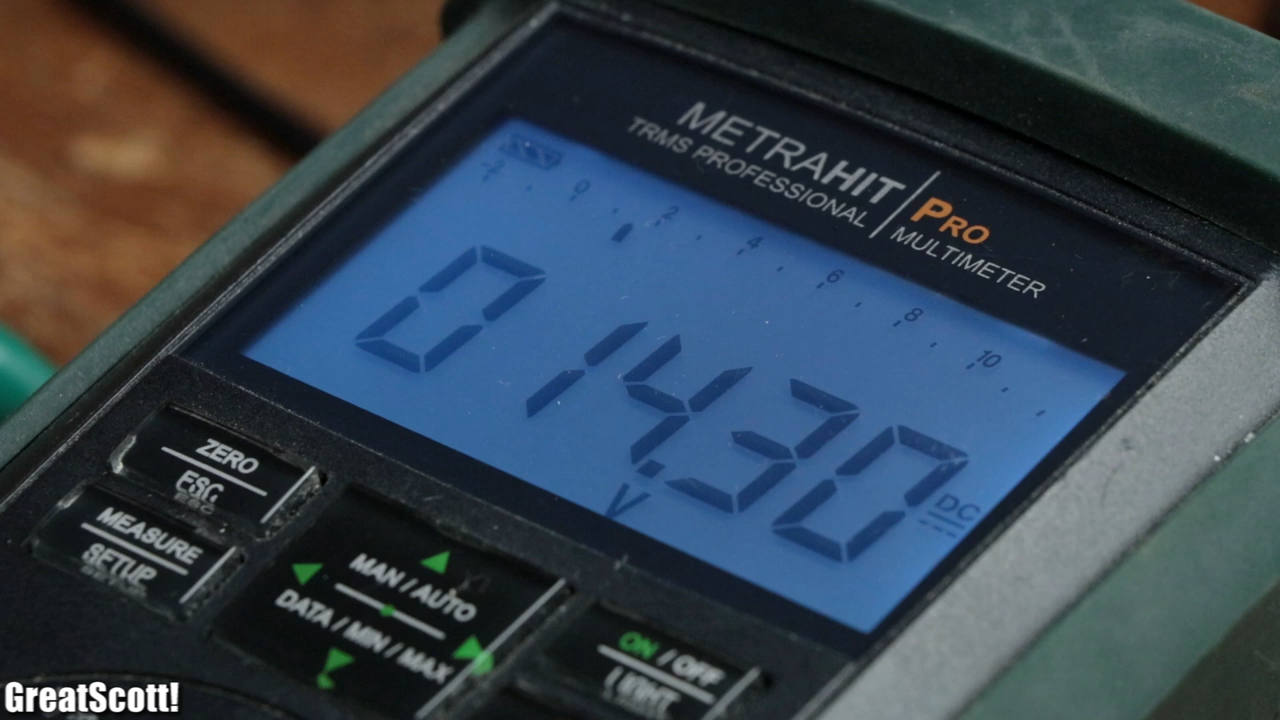 METRAHIT PRO
TRMS PROFESSIONAL MULTIMETER
-2 0 2 4 6 8 10
014.30
V
DC
ZERO
ESC
MEASURE
SETUP
MAN / AUTO
DATA / MIN / MAX
ON / OFF
LIGHT
GreatScott!